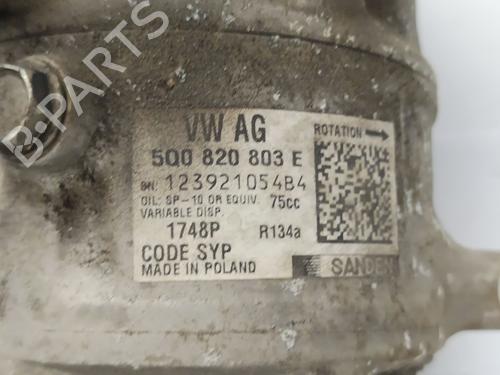 B-PARTS
VW AG
ROTATION
5Q0 820 803 E
SN: 123921054B4
OIL: SP-10 OR EQUIV. 75cc
VARIABLE DISP.
1748P R134a
CODE SYP
MADE IN POLAND
SANDEN